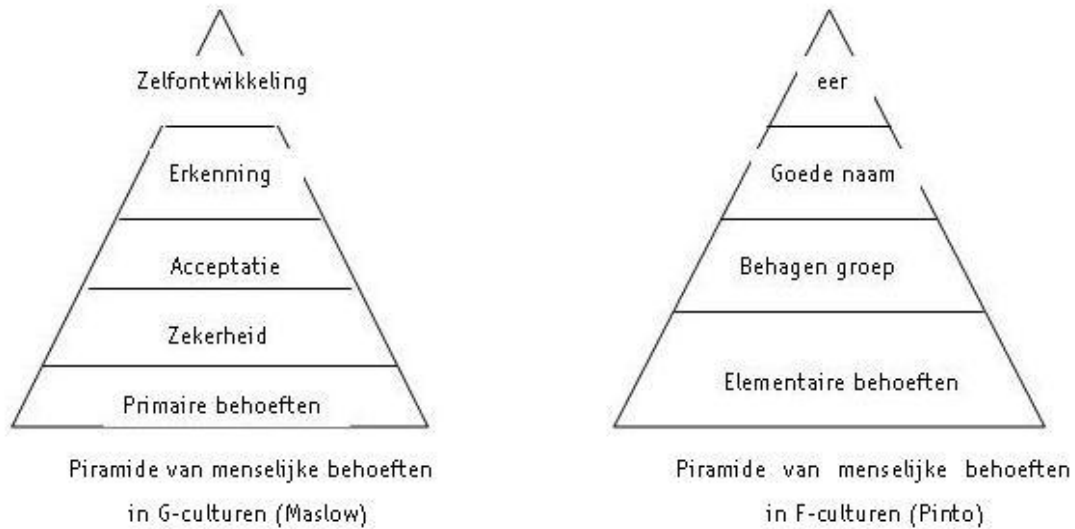 Zelfontwikkeling
Erkenning
Acceptatie
Zekerheid
Primaire behoeften
Piramide van menselijke behoeften
in G-culturen (Maslow)
eer
Goede naam
Behagen groep
Elementaire behoeften
Piramide van menselijke behoeften
in F-culturen (Pinto)